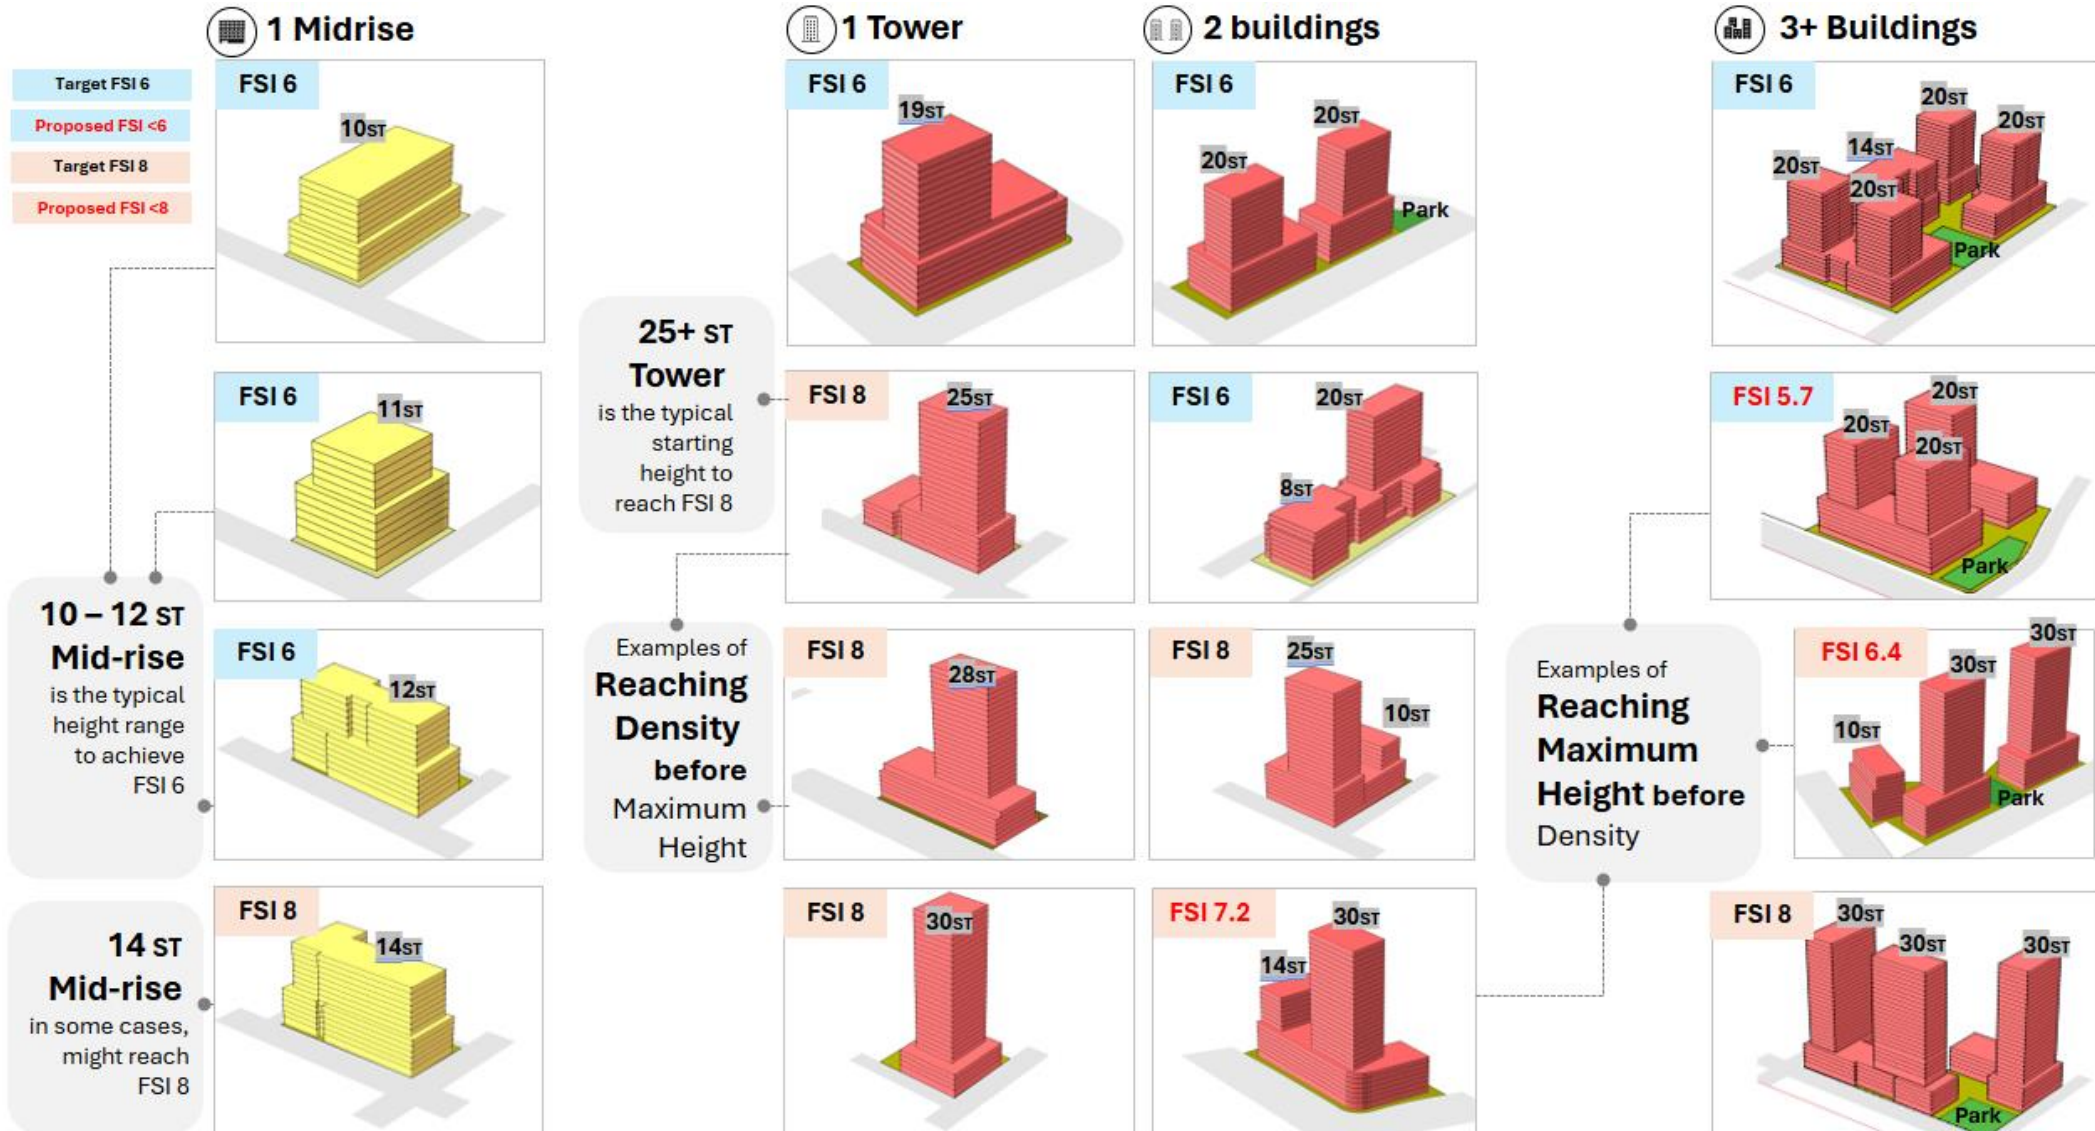 1 Midrise
1 Tower
2 buildings
3+ Buildings
Target FSI 6
Proposed FSI <6
Target FSI 8
Proposed FSI <8
FSI 6
10ST
FSI 6
11ST
10 – 12 ST
Mid-rise
is the typical
height range
to achieve
FSI 6
FSI 6
12ST
14 ST
Mid-rise
in some cases,
might reach
FSI 8
FSI 8
14ST
FSI 6
19ST
25+ ST
Tower
is the typical
starting
height to
reach FSI 8
FSI 8
25ST
Examples of
Reaching
Density
before
Maximum
Height
FSI 8
28ST
FSI 8
30ST
FSI 6
20ST
20ST
Park
FSI 6
20ST
8ST
FSI 8
25ST
10ST
FSI 7.2
30ST
14ST
Examples of
Reaching
Maximum
Height before
Density
FSI 6
20ST
20ST
14ST
20ST
20ST
Park
FSI 5.7
20ST
20ST
20ST
Park
FSI 6.4
30ST
30ST
10ST
Park
FSI 8
30ST
30ST
30ST
Park